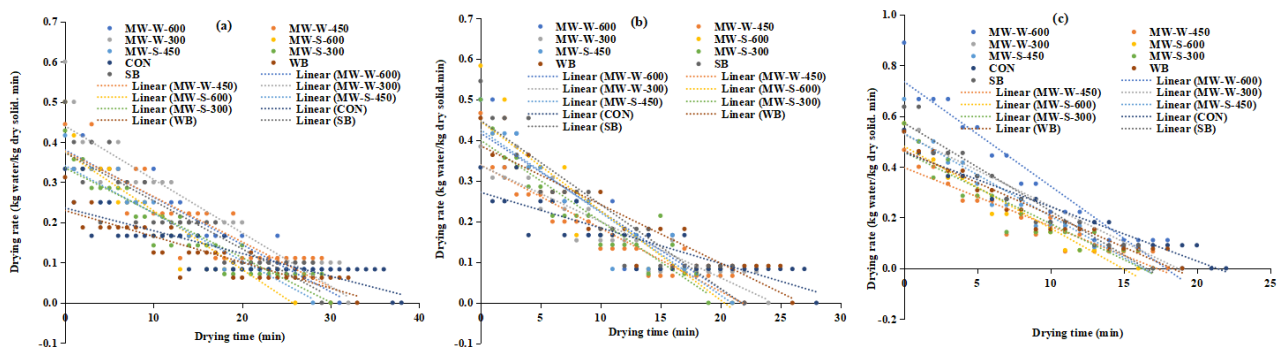 (a)
Drying rate (kg water/kg dry solid.min)
0.7
0.6
0.5
0.4
0.3
0.2
0.1
0.0
-0.1
MW-W-600 MW-W-450
MW-W-300 MW-S-600
MW-S-450 MW-S-300
CON WB
SB Linear (MW-W-600)
Linear (MW-W-450) Linear (MW-W-300)
Linear (MW-S-600) Linear (MW-S-450)
Linear (MW-S-300) Linear (CON)
Linear (WB) Linear (SB)
0 10 20 30 40
Drying time (min)
(b)
Drying rate (kg water/kg dry solid.min)
0.7
0.6
0.5
0.4
0.3
0.2
0.1
0.0
-0.1
MW-W-600 MW-W-450
MW-W-300 MW-S-600
MW-S-450 MW-S-300
WB SB
Linear (MW-W-600) Linear (MW-W-450)
Linear (MW-W-300) Linear (MW-S-600)
Linear (MW-S-450) Linear (MW-S-300)
Linear (CON) Linear (WB)
Linear (SB)
0 5 10 15 20 25 30
Drying time (min)
(c)
Drying rate (kg water/kg dry solid. min)
1.0
0.8
0.6
0.4
0.2
0.0
-0.2
MW-W-600 MW-W-450
MW-W-300 MW-S-600
MW-S-450 MW-S-300
CON WB
SB Linear (MW-W-600)
Linear (MW-W-450) Linear (MW-W-300)
Linear (MW-S-600) Linear (MW-S-450)
Linear (MW-S-300) Linear (CON)
Linear (WB) Linear (SB)
0 5 10 15 20 25
Drying time (min)